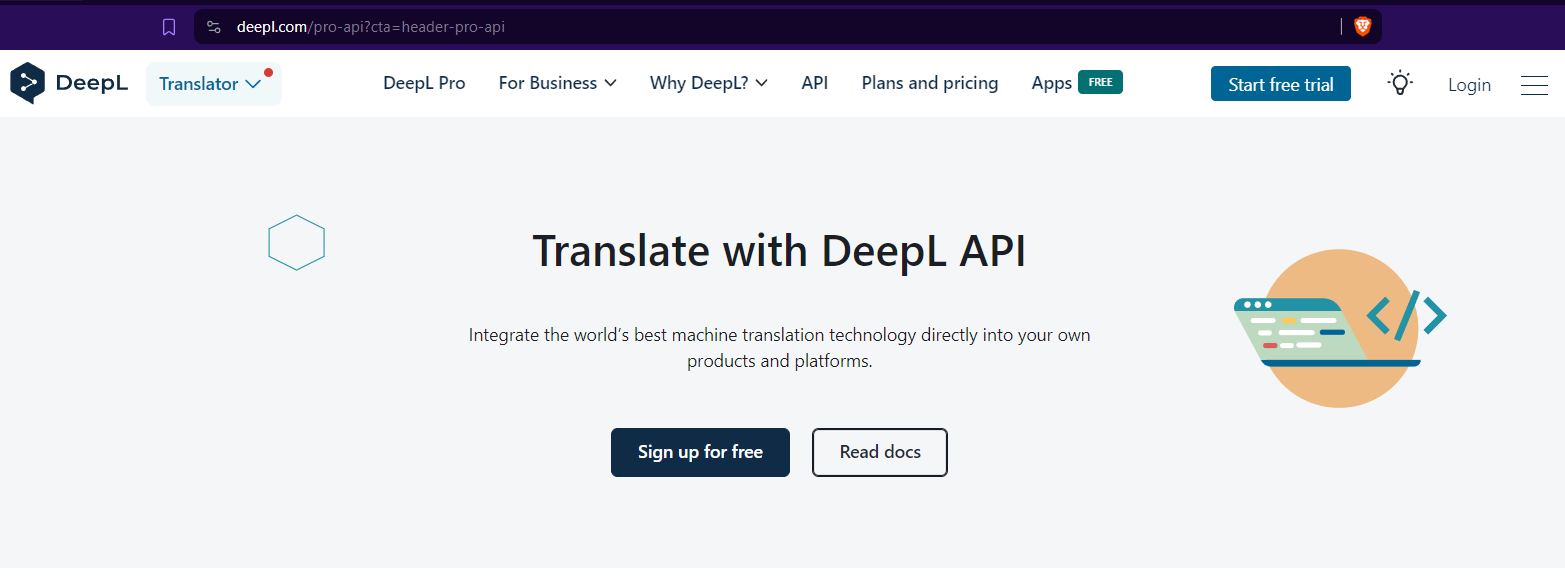 deepl.com/pro-api?cta=header-pro-api
DeepL Translator DeepL Pro For Business Why DeepL? API Plans and pricing Apps FREE Start free trial Login
Translate with DeepL API
Integrate the world's best machine translation technology directly into your own
products and platforms.
Sign up for free Read docs